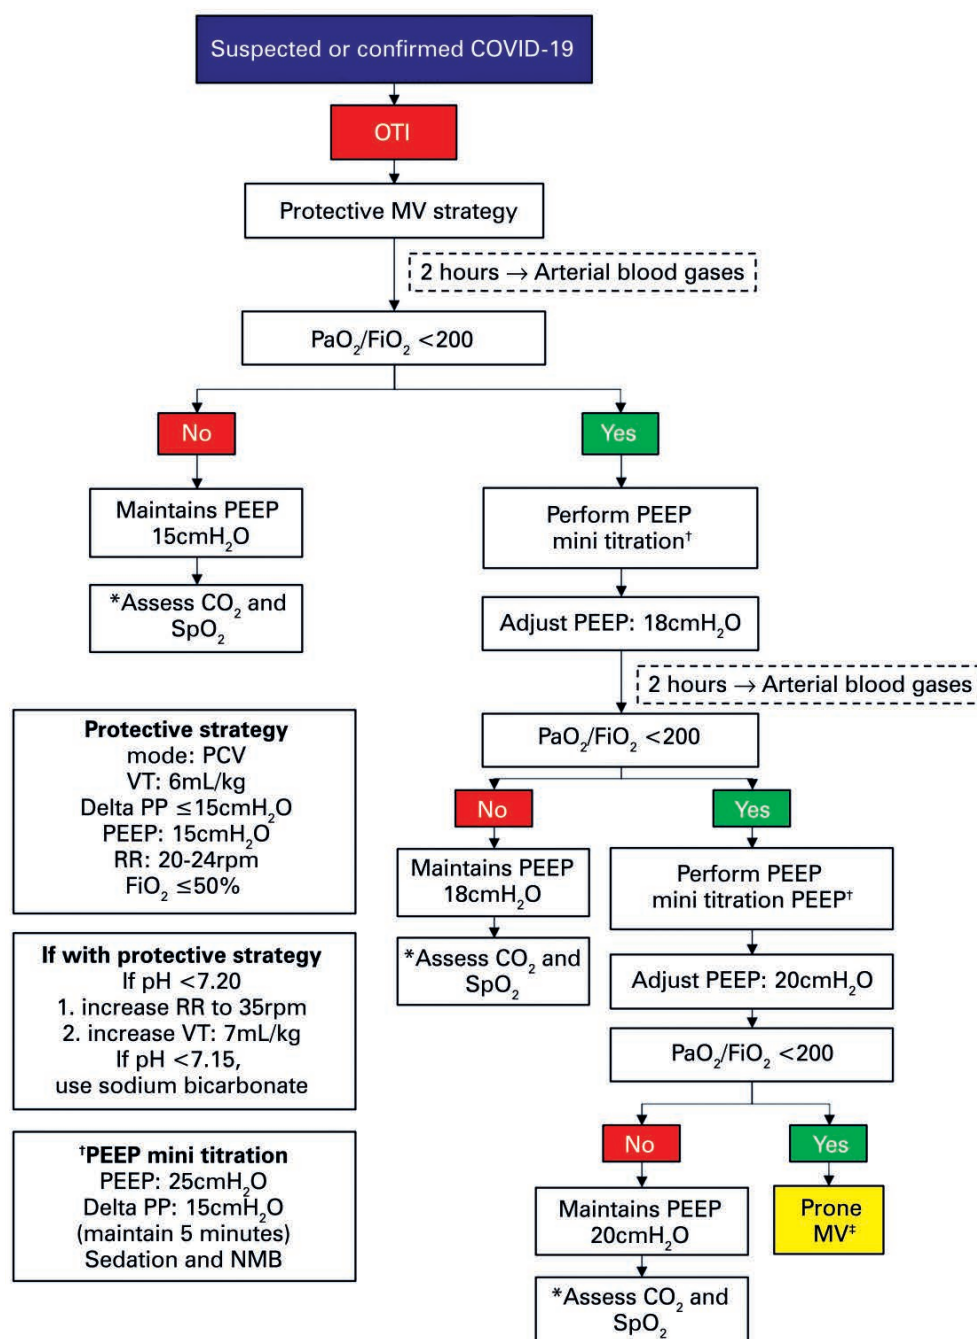 Suspected or confirmed COVID-19
OTI
Protective MV strategy
2 hours → Arterial blood gases
PaO₂/FiO₂ <200
No
Yes
Maintains PEEP
15cmH₂O
*Assess CO₂ and
SpO₂
Perform PEEP
mini titration†
Adjust PEEP: 18cmH₂O
2 hours → Arterial blood gases
PaO₂/FiO₂ <200
No
Yes
Maintains PEEP
18cmH₂O
*Assess CO₂ and
SpO₂
Perform PEEP
mini titration PEEP†
Adjust PEEP: 20cmH₂O
PaO₂/FiO₂ <200
No
Yes
Maintains PEEP
20cmH₂O
*Assess CO₂ and
SpO₂
Prone
MV‡
Protective strategy
mode: PCV
VT: 6mL/kg
Delta PP ≤15cmH₂O
PEEP: 15cmH₂O
RR: 20-24rpm
FiO₂ ≤50%
If with protective strategy
If pH <7.20
1. increase RR to 35rpm
2. increase VT: 7mL/kg
If pH <7.15,
use sodium bicarbonate
†PEEP mini titration
PEEP: 25cmH₂O
Delta PP: 15cmH₂O
(maintain 5 minutes)
Sedation and NMB